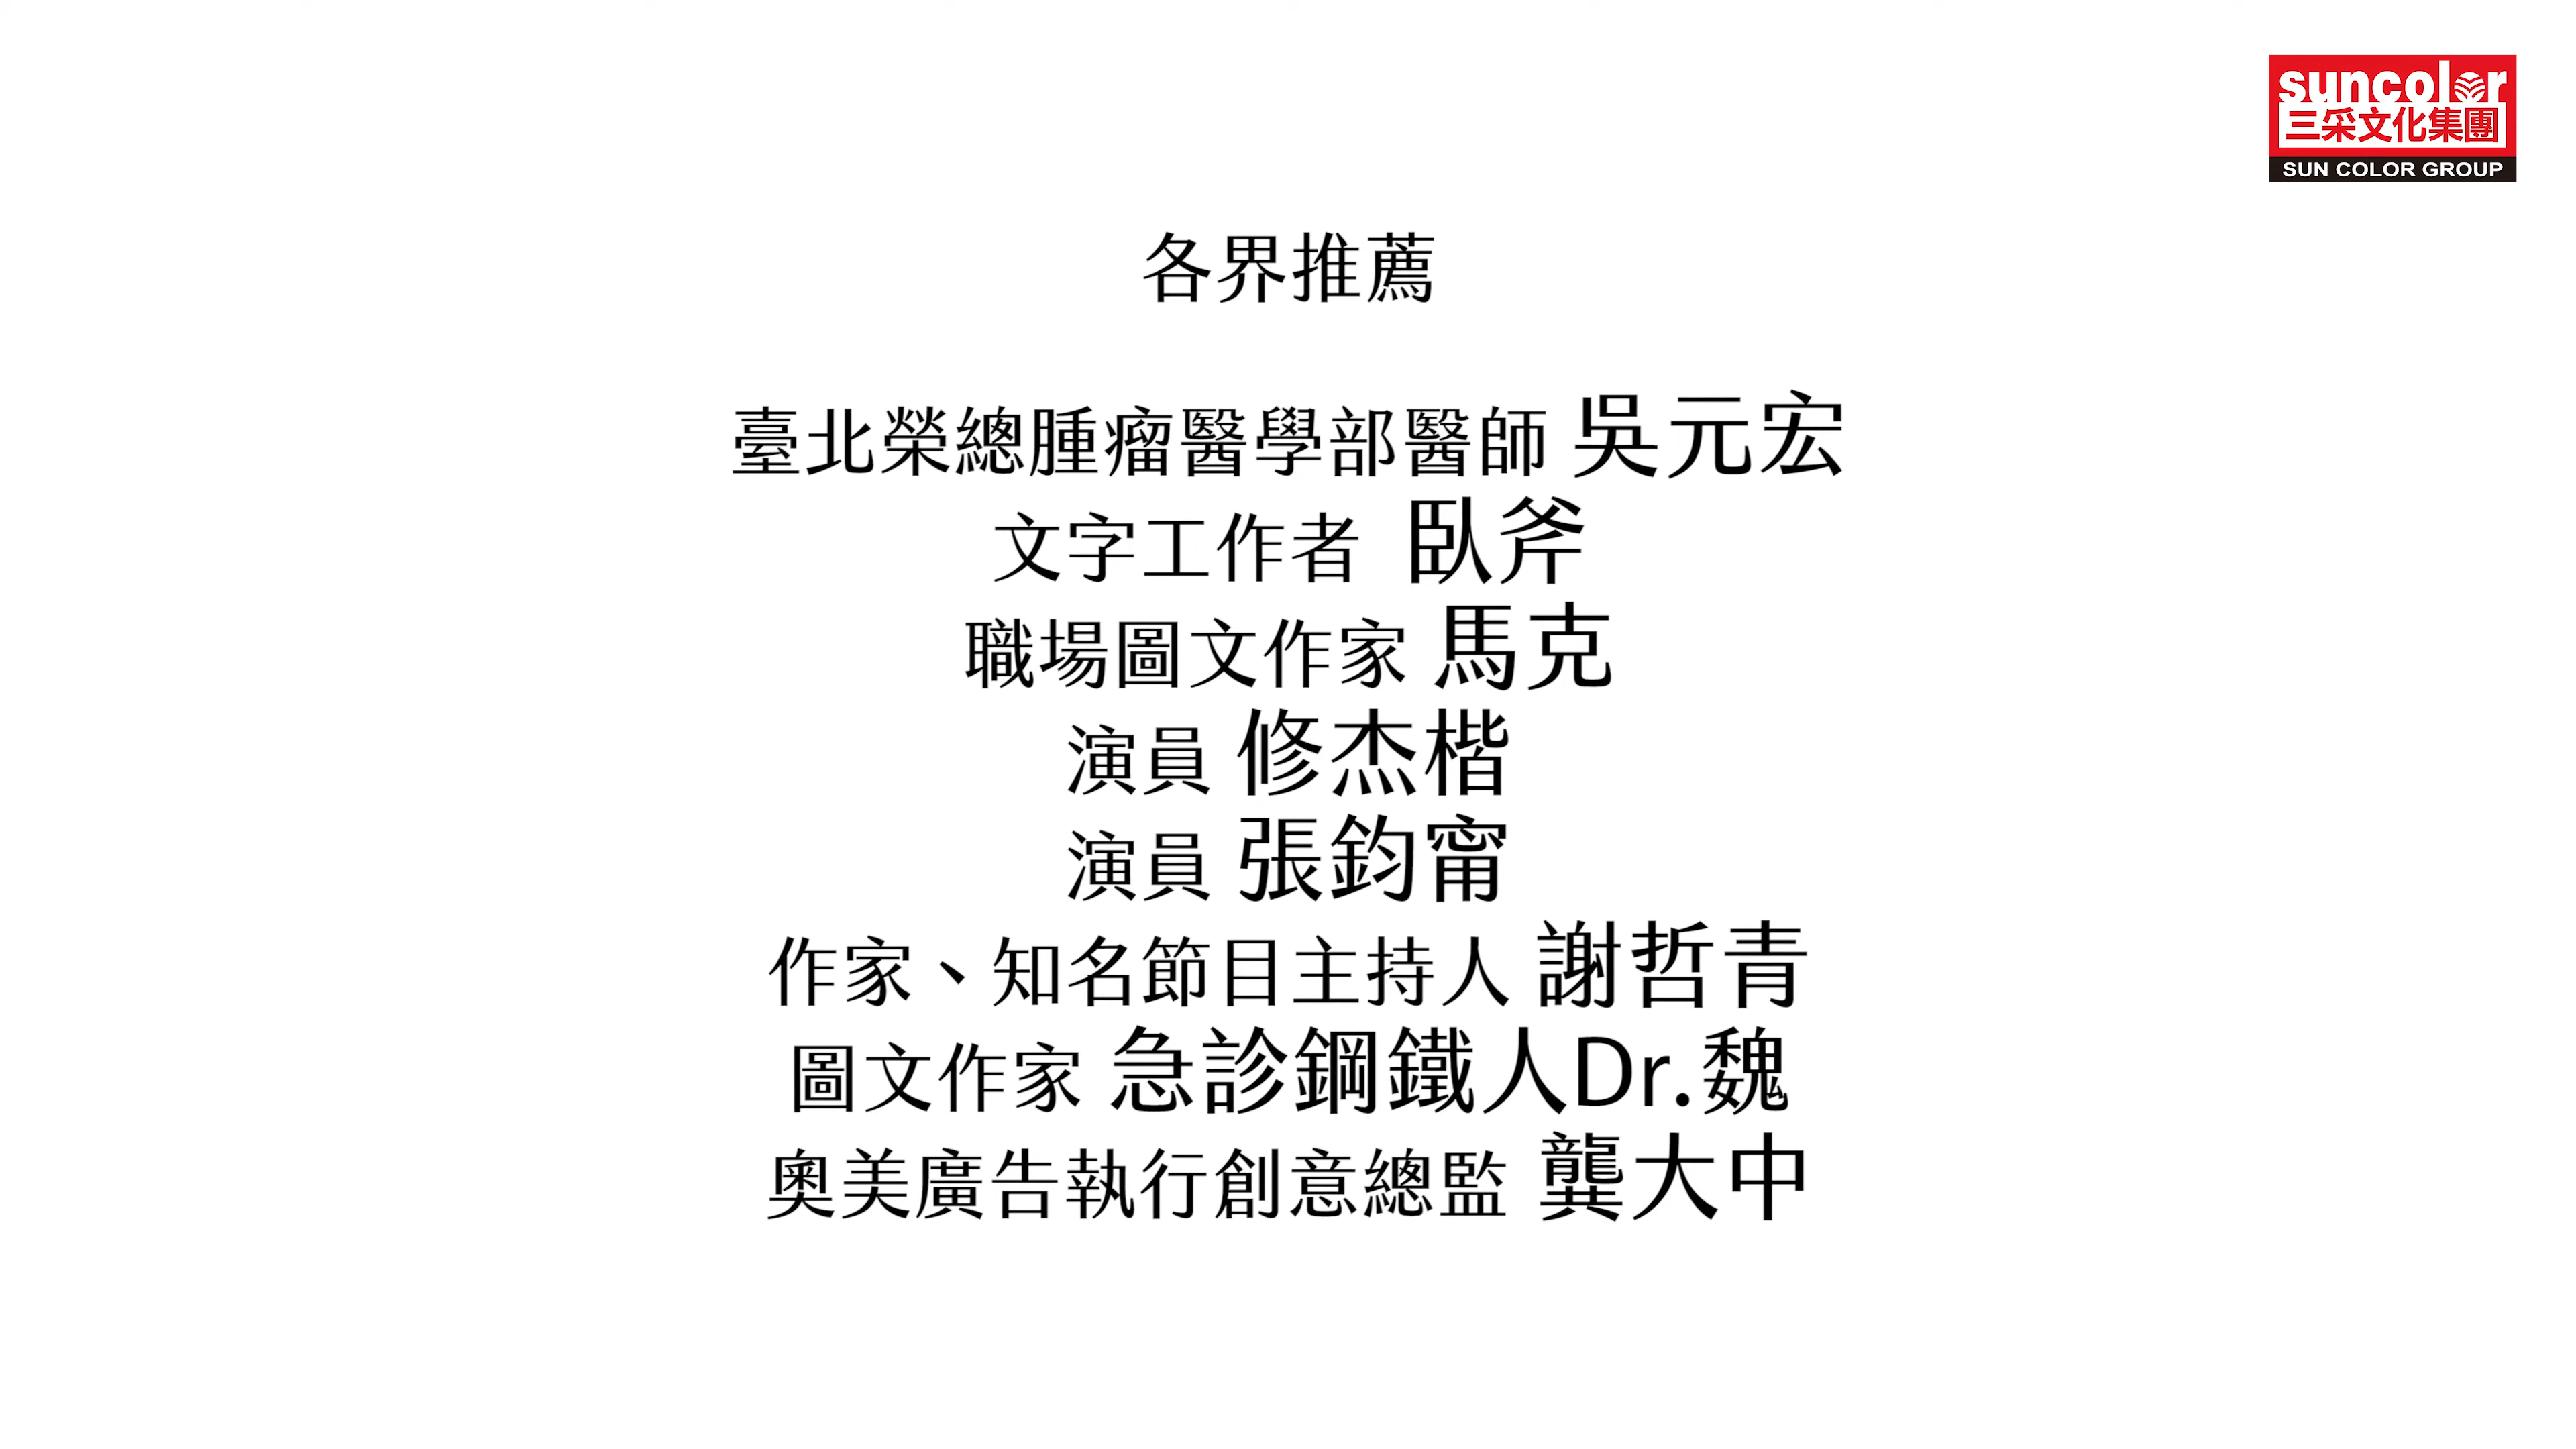 suncolor
三采文化集團
SUN COLOR GROUP
各界推薦
臺北榮總腫瘤醫學部醫師 吳元宏
文字工作者 臥斧
職場圖文作家 馬克
演員 修杰楷
演員 張鈞甯
作家、知名節目主持人 謝哲青
圖文作家 急診鋼鐵人Dr.魏
奧美廣告執行創意總監 龔大中